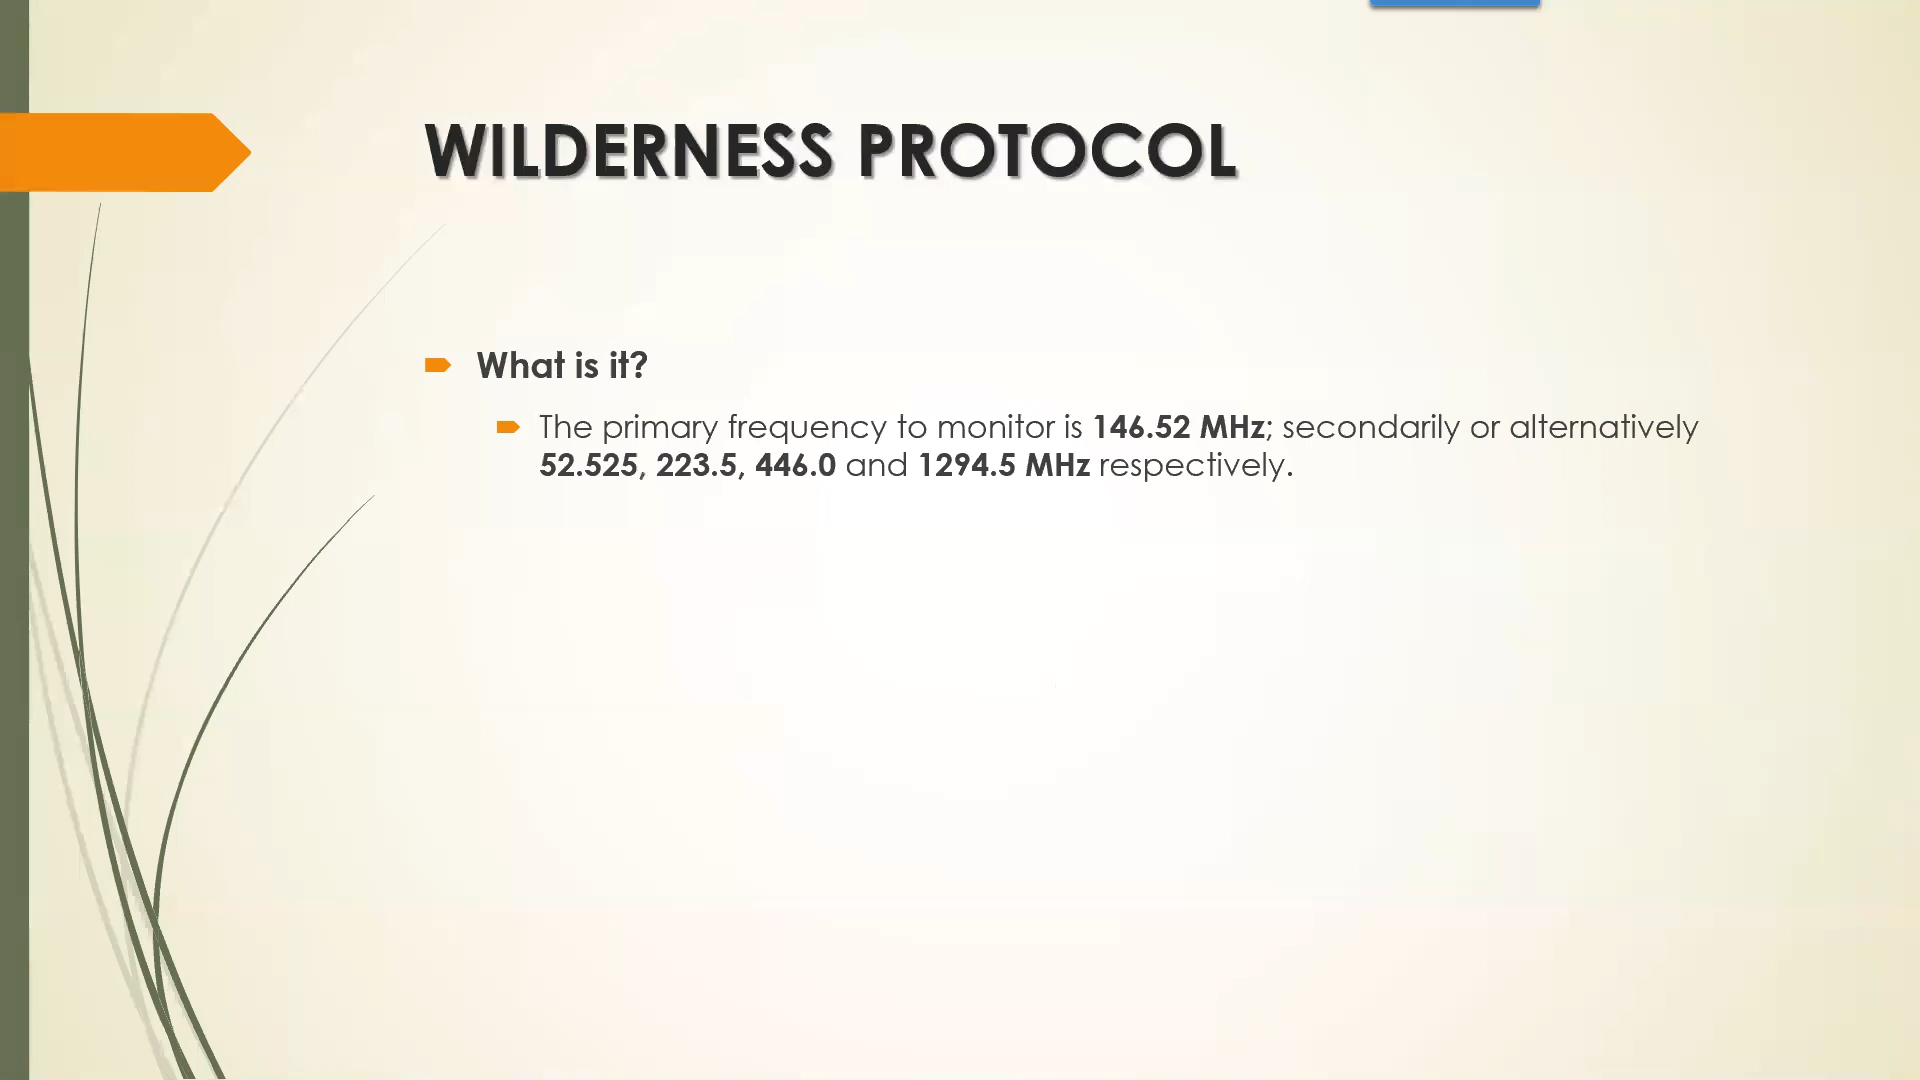 WILDERNESS PROTOCOL
What is it?
The primary frequency to monitor is 146.52 MHz; secondarily or alternatively
52.525, 223.5, 446.0 and 1294.5 MHz respectively.